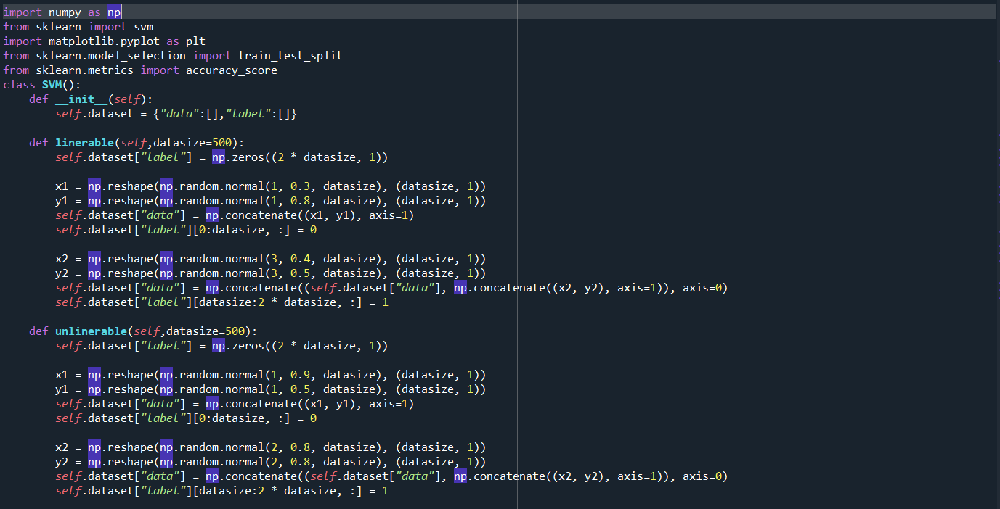 import numpy as np
from sklearn import svm
import matplotlib.pyplot as plt
from sklearn.model_selection import train_test_split
from sklearn.metrics import accuracy_score
class SVM():
    def __init__(self):
        self.dataset = {"data":[],"label":[]}

    def linerable(self,datasize=500):
        self.dataset["label"] = np.zeros((2 * datasize, 1))

        x1 = np.reshape(np.random.normal(1, 0.3, datasize), (datasize, 1))
        y1 = np.reshape(np.random.normal(1, 0.8, datasize), (datasize, 1))
        self.dataset["data"] = np.concatenate((x1, y1), axis=1)
        self.dataset["label"][0:datasize, :] = 0

        x2 = np.reshape(np.random.normal(3, 0.4, datasize), (datasize, 1))
        y2 = np.reshape(np.random.normal(3, 0.5, datasize), (datasize, 1))
        self.dataset["data"] = np.concatenate((self.dataset["data"], np.concatenate((x2, y2), axis=1)), axis=0)
        self.dataset["label"][datasize:2 * datasize, :] = 1

    def unlinerable(self,datasize=500):
        self.dataset["label"] = np.zeros((2 * datasize, 1))

        x1 = np.reshape(np.random.normal(1, 0.9, datasize), (datasize, 1))
        y1 = np.reshape(np.random.normal(1, 0.5, datasize), (datasize, 1))
        self.dataset["data"] = np.concatenate((x1, y1), axis=1)
        self.dataset["label"][0:datasize, :] = 0

        x2 = np.reshape(np.random.normal(2, 0.8, datasize), (datasize, 1))
        y2 = np.reshape(np.random.normal(2, 0.8, datasize), (datasize, 1))
        self.dataset["data"] = np.concatenate((self.dataset["data"], np.concatenate((x2, y2), axis=1)), axis=0)
        self.dataset["label"][datasize:2 * datasize, :] = 1